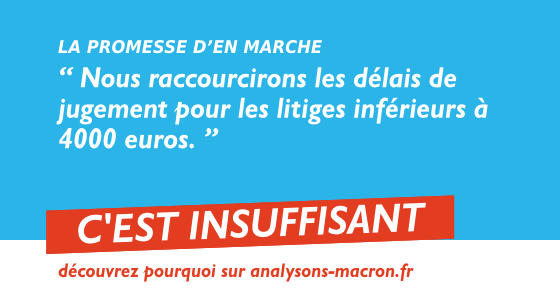 LA PROMESSE D’EN MARCHE
“ Nous raccourcirons les délais de
jugement pour les litiges inférieurs à
4000 euros. ”
C'EST INSUFFISANT
découvrez pourquoi sur analysons-macron.fr